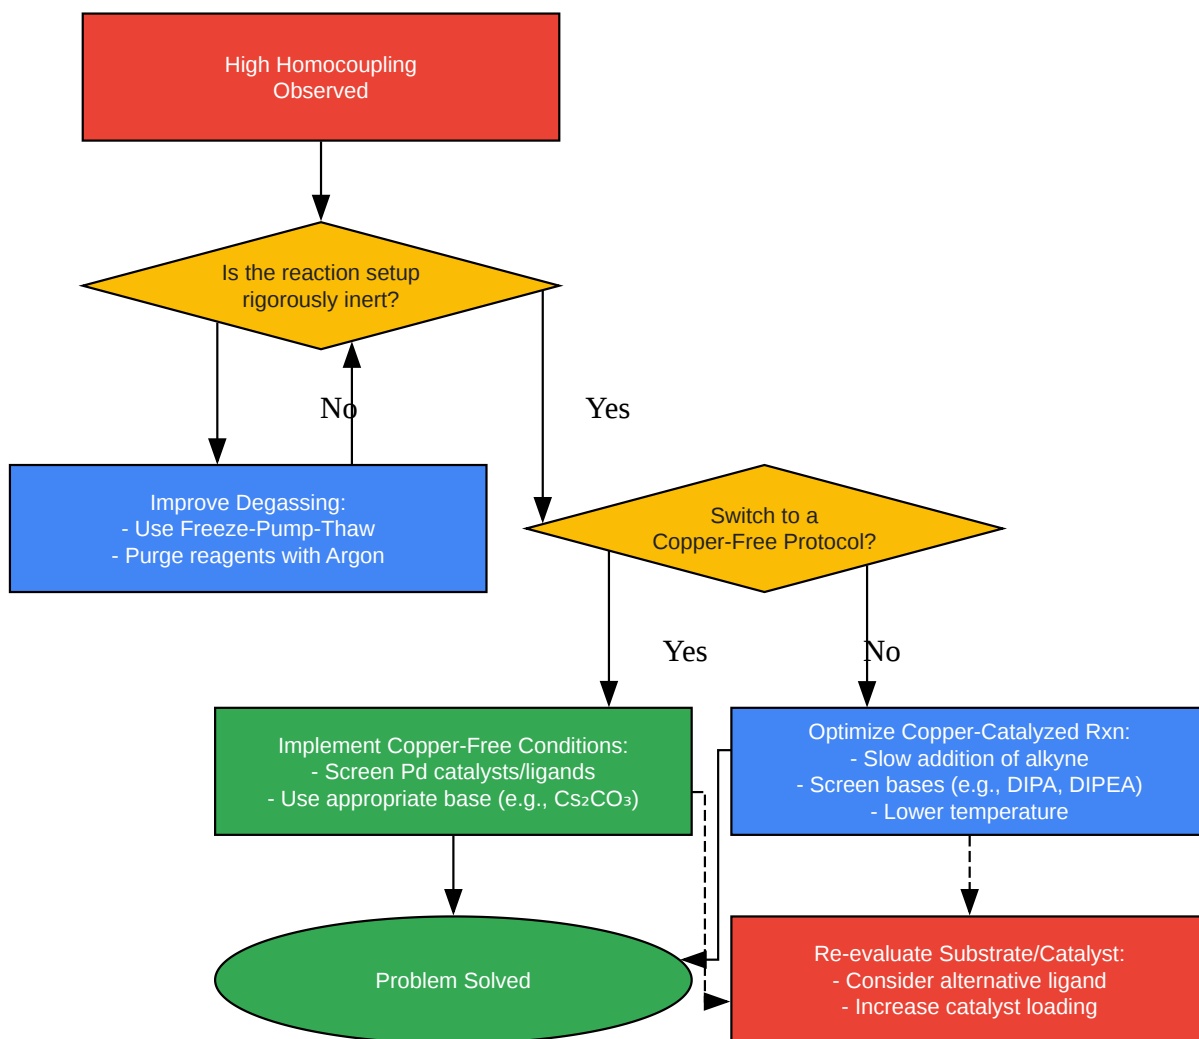 High Homocoupling
Observed
Is the reaction setup
rigorously inert?
No
Yes
Improve Degassing:
- Use Freeze-Pump-Thaw
- Purge reagents with Argon
Switch to a
Copper-Free Protocol?
Yes
No
Implement Copper-Free Conditions:
- Screen Pd catalysts/ligands
- Use appropriate base (e.g., Cs₂CO₃)
Optimize Copper-Catalyzed Rxn:
- Slow addition of alkyne
- Screen bases (e.g., DIPA, DIPEA)
- Lower temperature
Problem Solved
Re-evaluate Substrate/Catalyst:
- Consider alternative ligand
- Increase catalyst loading